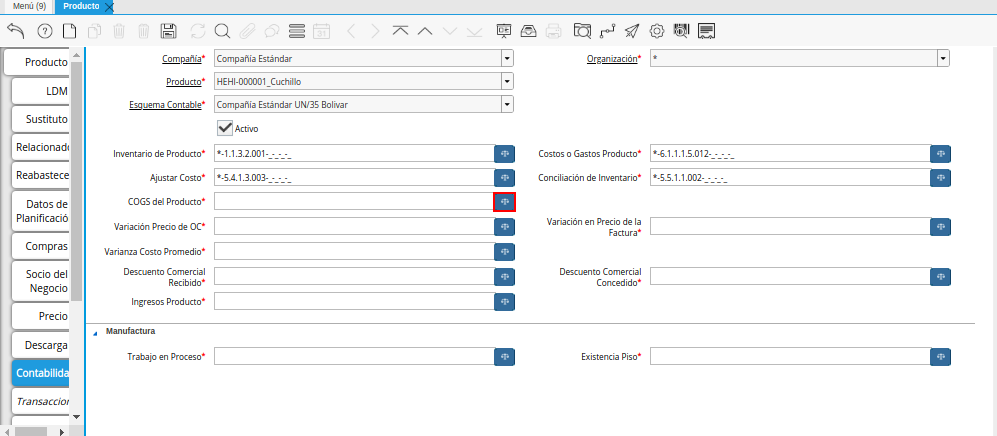 Menú (9)
Producto
31
Producto
LDM
Sustituto
Relacionado
Reabastece
Datos de
Planificació
Compras
Socio del
Negocio
Precio
Descarga
Contabilida
Transaccion
Compañía* Compañía Estándar
Organización* *
Producto* HEHI-000001_Cuchillo
Esquema Contable* Compañía Estándar UN/35 Bolivar
Activo
Inventario de Producto* *-1.1.3.2.001-_-_-_-_
Costos o Gastos Producto* *-6.1.1.1.5.012-_-_-_-_
Ajustar Costo* *-5.4.1.3.003-_-_-_-_
Conciliación de Inventario* *-5.5.1.1.002-_-_-_-_
COGS del Producto*
Variación Precio de OC*
Variación en Precio de la
Factura*
Varianza Costo Promedio*
Descuento Comercial
Recibido*
Descuento Comercial
Concedido*
Ingresos Producto*
Manufactura
Trabajo en Proceso*
Existencia Piso*